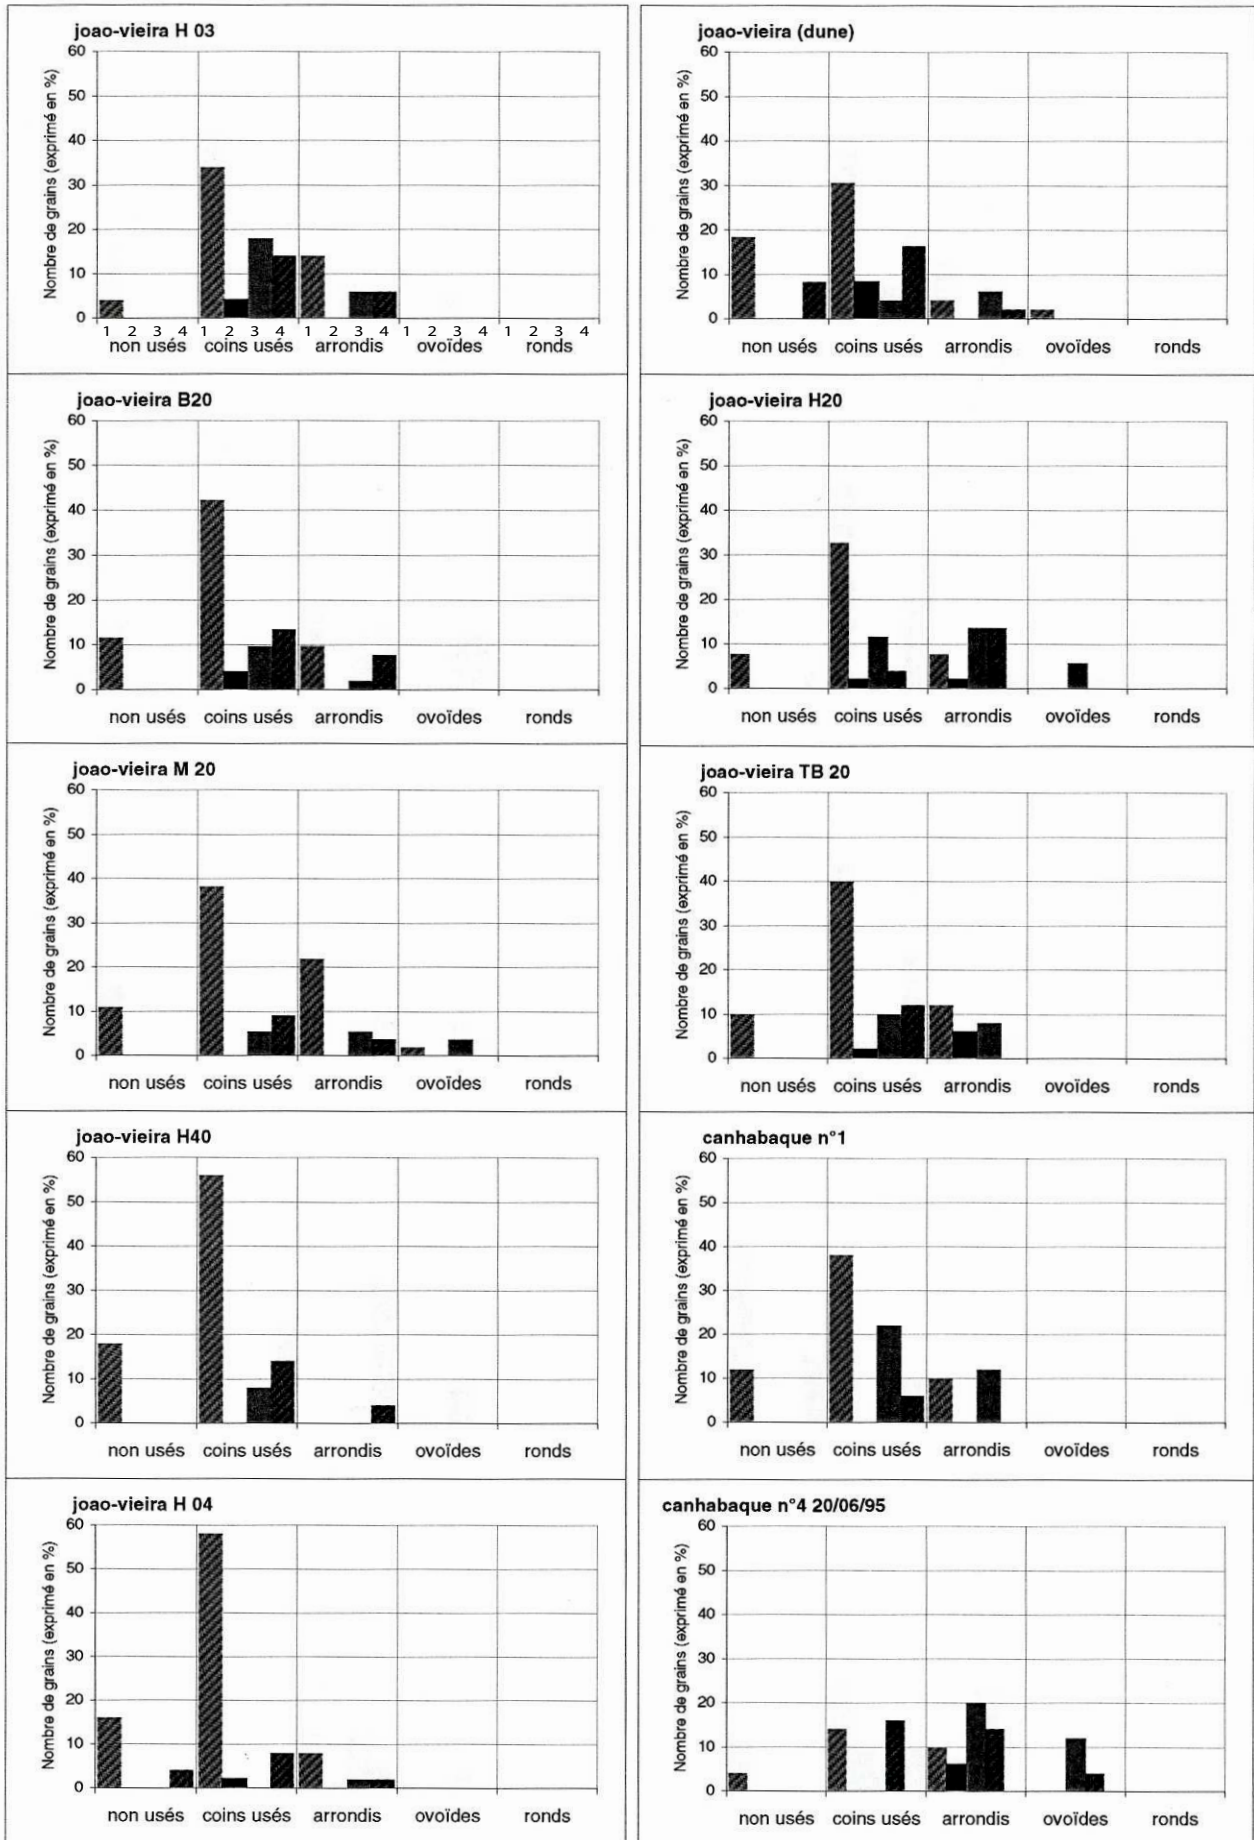 joao-vieira H 03
Nombre de grains (exprimé en %)
60
50
40
30
20
10
0
1 2 3 4 1 2 3 4 1 2 3 4 1 2 3 4 1 2 3 4
non usés coins usés arrondis ovoïdes ronds
joao-vieira (dune)
Nombre de grains (exprimé en %)
60
50
40
30
20
10
0
non usés coins usés arrondis ovoïdes ronds
joao-vieira B20
Nombre de grains (exprimé en %)
60
50
40
30
20
10
0
non usés coins usés arrondis ovoïdes ronds
joao-vieira H20
Nombre de grains (exprimé en %)
60
50
40
30
20
10
0
non usés coins usés arrondis ovoïdes ronds
joao-vieira M 20
Nombre de grains (exprimé en %)
60
50
40
30
20
10
0
non usés coins usés arrondis ovoïdes ronds
joao-vieira TB 20
Nombre de grains (exprimé en %)
60
50
40
30
20
10
0
non usés coins usés arrondis ovoïdes ronds
joao-vieira H40
Nombre de grains (exprimé en %)
60
50
40
30
20
10
0
non usés coins usés arrondis ovoïdes ronds
canhabaque n°1
Nombre de grains (exprimé en %)
60
50
40
30
20
10
0
non usés coins usés arrondis ovoïdes ronds
joao-vieira H 04
Nombre de grains (exprimé en %)
60
50
40
30
20
10
0
non usés coins usés arrondis ovoïdes ronds
canhabaque n°4 20/06/95
Nombre de grains (exprimé en %)
60
50
40
30
20
10
0
non usés coins usés arrondis ovoïdes ronds